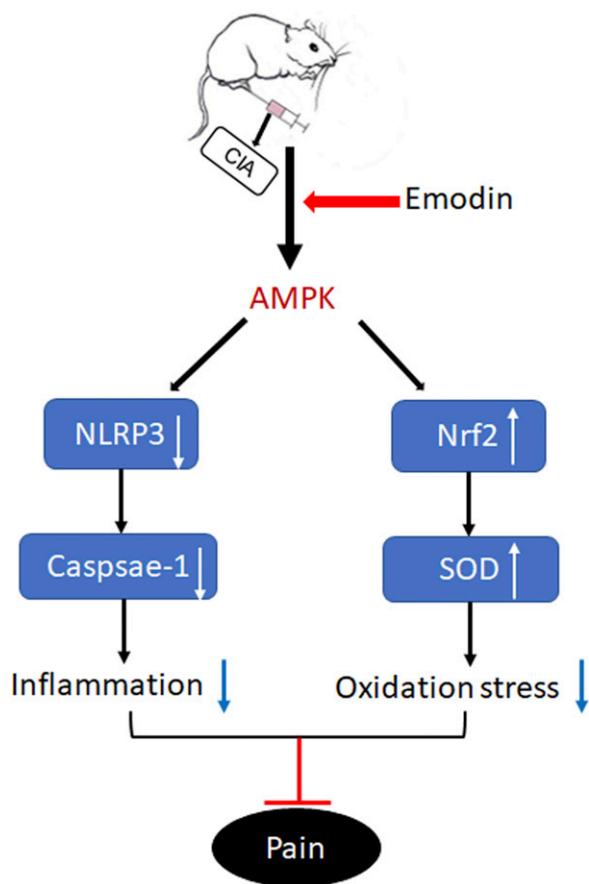 CIA
Emodin
AMPK
NLRP3
Nrf2
Caspsae-1
SOD
Inflammation
Oxidation stress
Pain